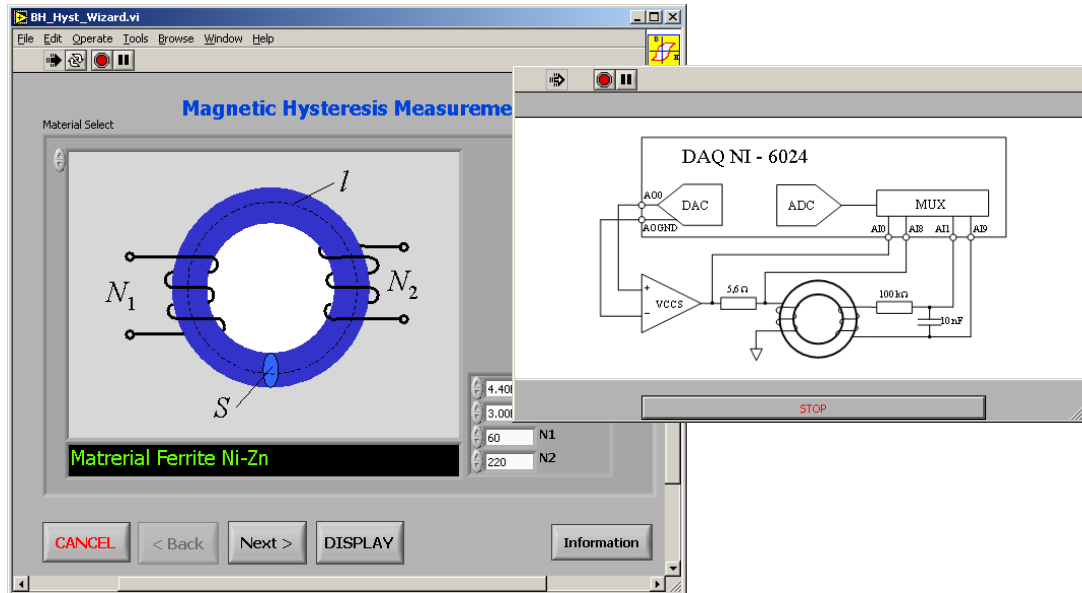 BH_Hyst_Wizard.vi
File Edit Operate Tools Browse Window Help
Magnetic Hysteresis Measureme
Material Select
l
N1
N2
S
4.40
3.00
60 N1
220 N2
Matrerial Ferrite Ni-Zn
CANCEL < Back Next > DISPLAY Information
DAQ NI - 6024
AO0 DAC ADC MUX
AOGND AI0 AI8 AI1 AI9
5,6 Ω 100 kΩ
+
VCCS
−
10 nF
STOP